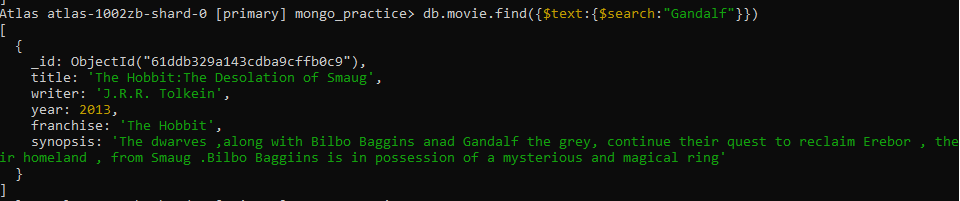 Atlas atlas-1002zb-shard-0 [primary] mongo_practice> db.movie.find({$text:{$search:"Gandalf"}})
[
  {
    _id: ObjectId("61ddb329a143cdba9cffb0c9"),
    title: 'The Hobbit:The Desolation of Smaug',
    writer: 'J.R.R. Tolkein',
    year: 2013,
    franchise: 'The Hobbit',
    synopsis: 'The dwarves ,along with Bilbo Baggins anad Gandalf the grey, continue their quest to reclaim Erebor , the
ir homeland , from Smaug .Bilbo Baggiins is in possession of a mysterious and magical ring'
  }
]